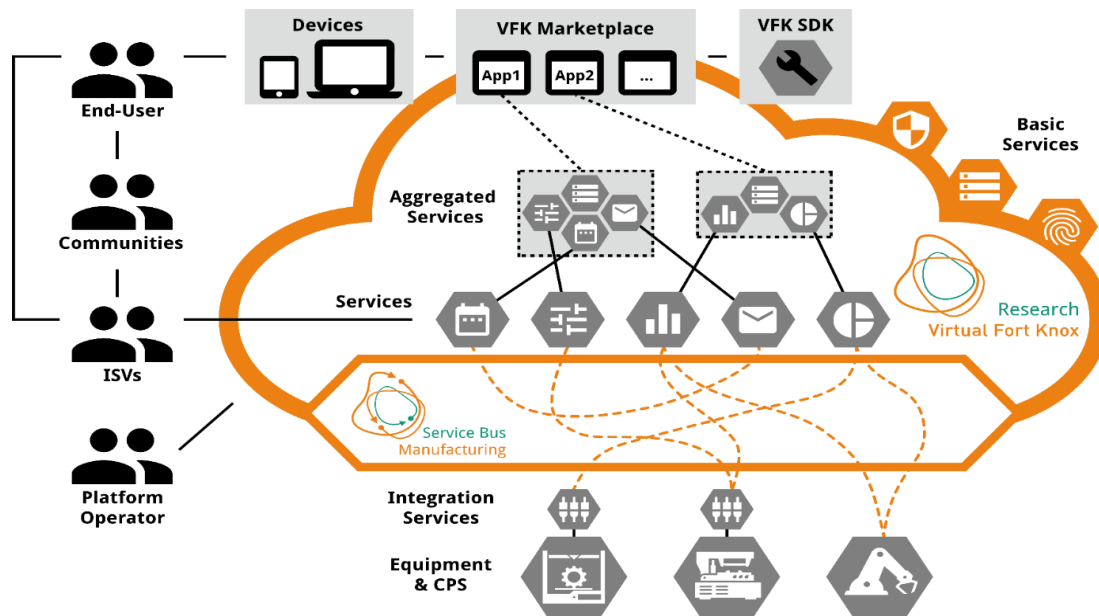 Devices
VFK Marketplace
VFK SDK
App1
App2
...
End-User
Basic
Services
Aggregated
Services
Communities
Services
Research
Virtual Fort Knox
ISVs
Service Bus
Manufacturing
Platform
Operator
Integration
Services
Equipment
& CPS